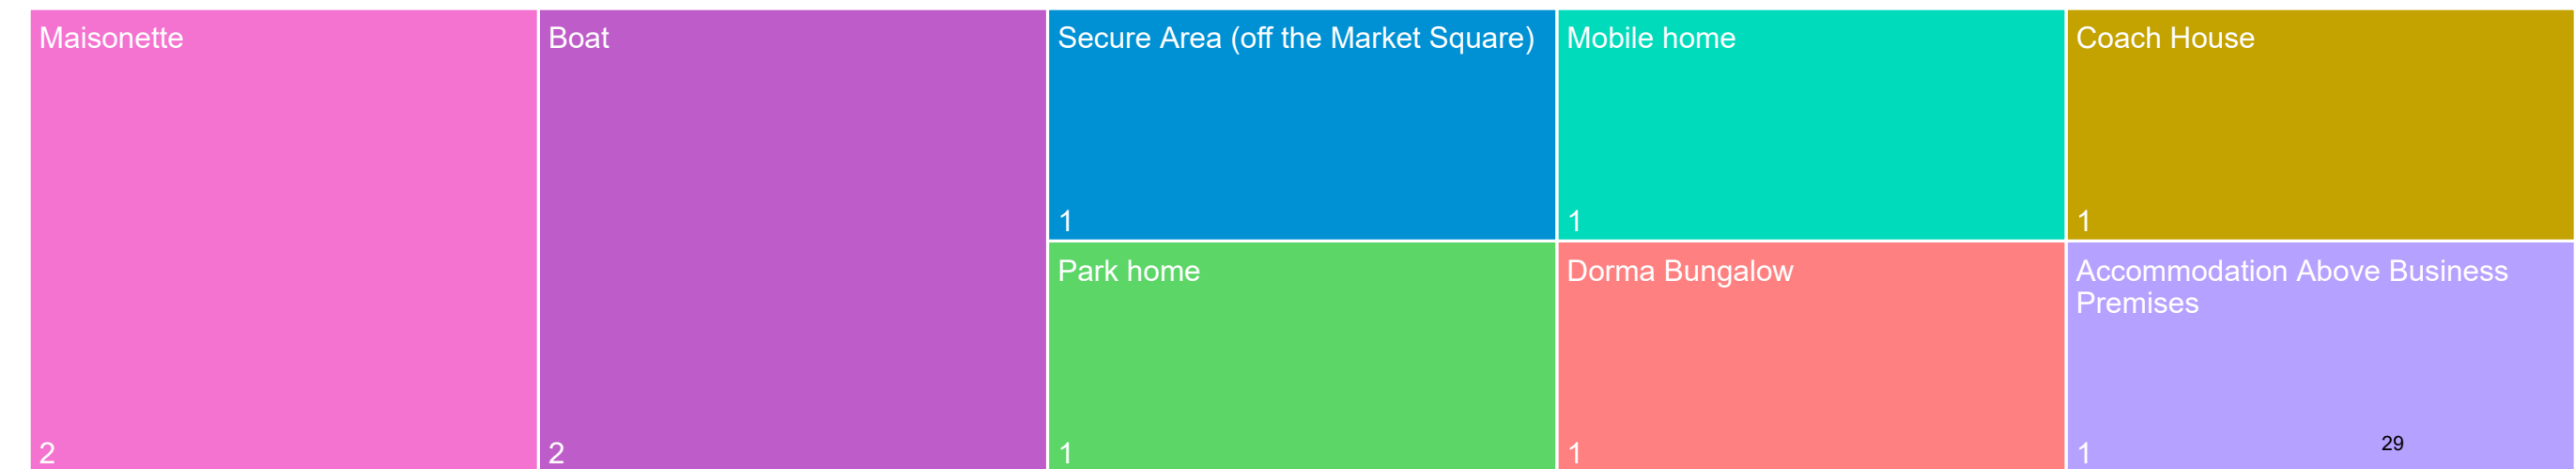 Maisonette
2
Boat
2
Secure Area (off the Market Square)
1
Mobile home
1
Coach House
1
Park home
1
Dorma Bungalow
1
Accommodation Above Business
Premises
1
29